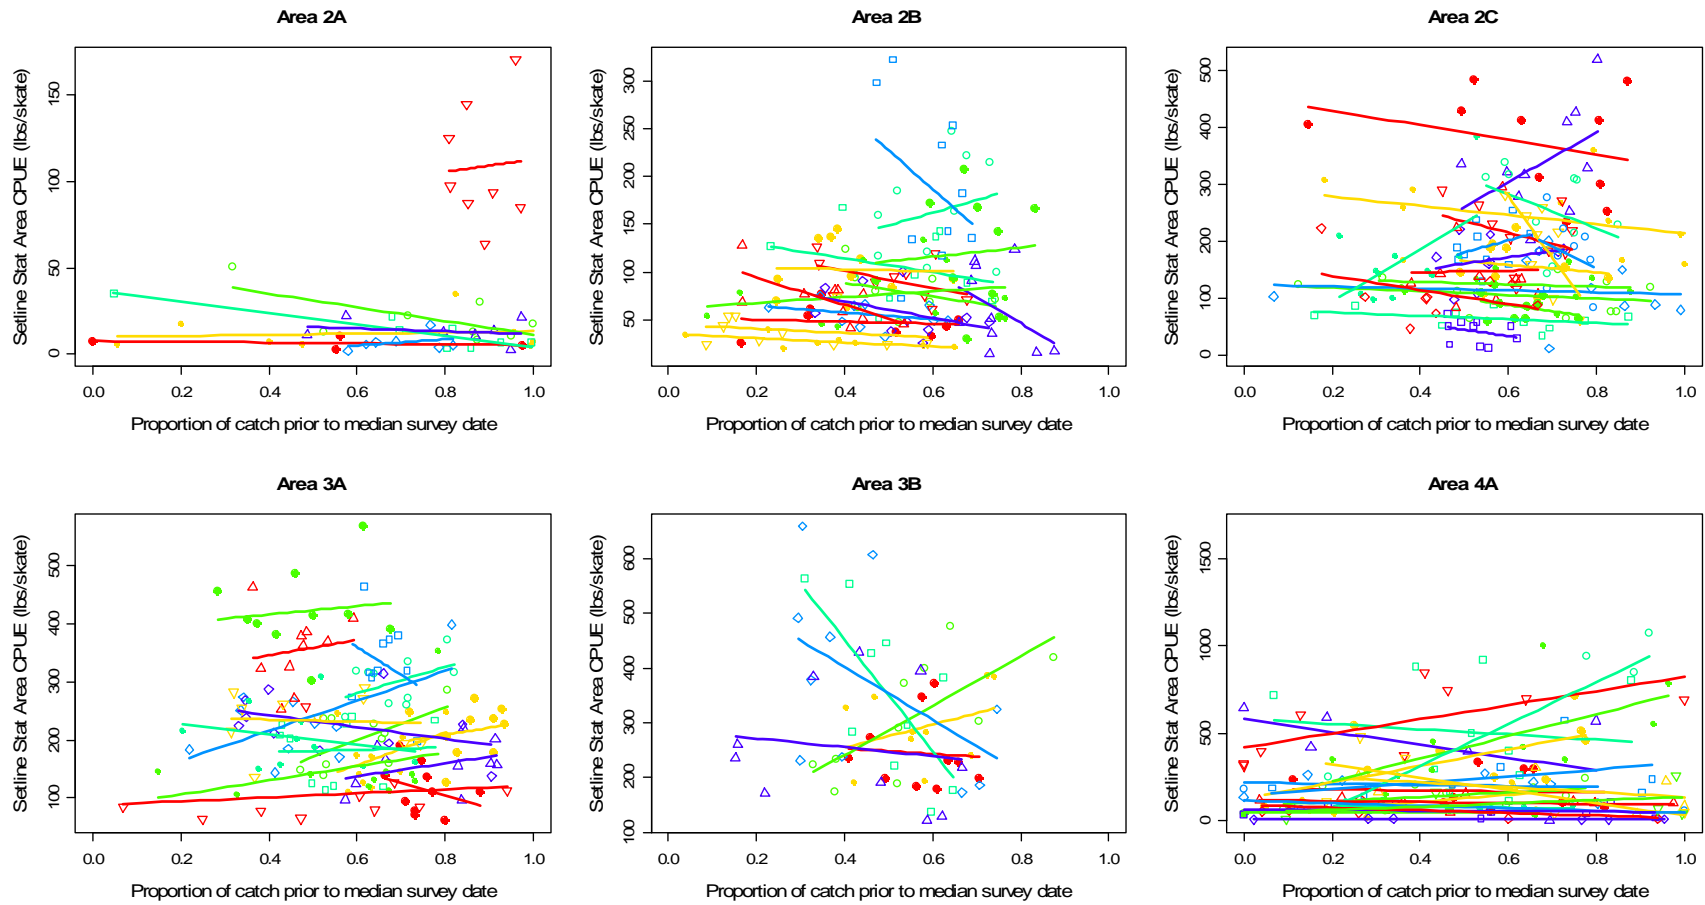 Area 2A
Setline Stat Area CPUE (lbs/skate)
0 50 100 150
0.0 0.2 0.4 0.6 0.8 1.0
Proportion of catch prior to median survey date
Area 2B
Setline Stat Area CPUE (lbs/skate)
50 100 150 200 250 300
0.0 0.2 0.4 0.6 0.8 1.0
Proportion of catch prior to median survey date
Area 2C
Setline Stat Area CPUE (lbs/skate)
0 100 200 300 400 500
0.0 0.2 0.4 0.6 0.8 1.0
Proportion of catch prior to median survey date
Area 3A
Setline Stat Area CPUE (lbs/skate)
100 200 300 400 500
0.0 0.2 0.4 0.6 0.8 1.0
Proportion of catch prior to median survey date
Area 3B
Setline Stat Area CPUE (lbs/skate)
100 200 300 400 500 600
0.0 0.2 0.4 0.6 0.8 1.0
Proportion of catch prior to median survey date
Area 4A
Setline Stat Area CPUE (lbs/skate)
0 500 1000 1500
0.0 0.2 0.4 0.6 0.8 1.0
Proportion of catch prior to median survey date